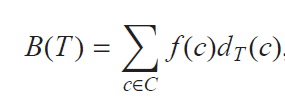 B(T) = ∑ f(c)d_T(c).
c∈C